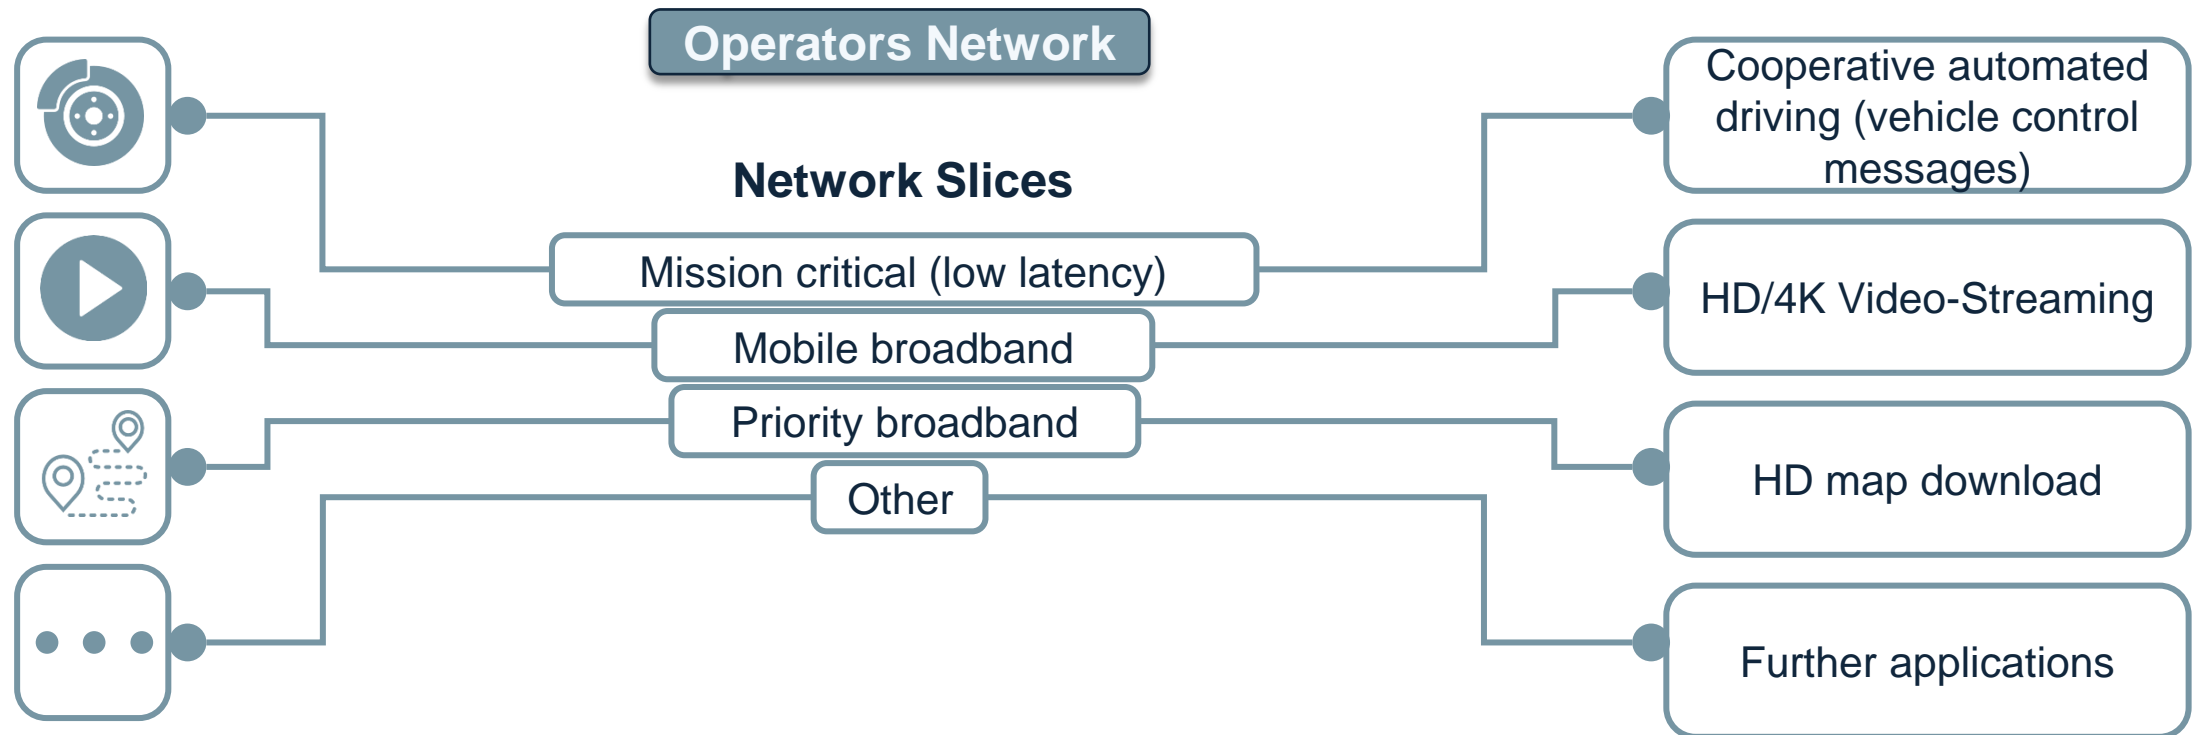 Operators Network
Network Slices
Mission critical (low latency)
Mobile broadband
Priority broadband
Other
Cooperative automated
driving (vehicle control
messages)
HD/4K Video-Streaming
HD map download
Further applications